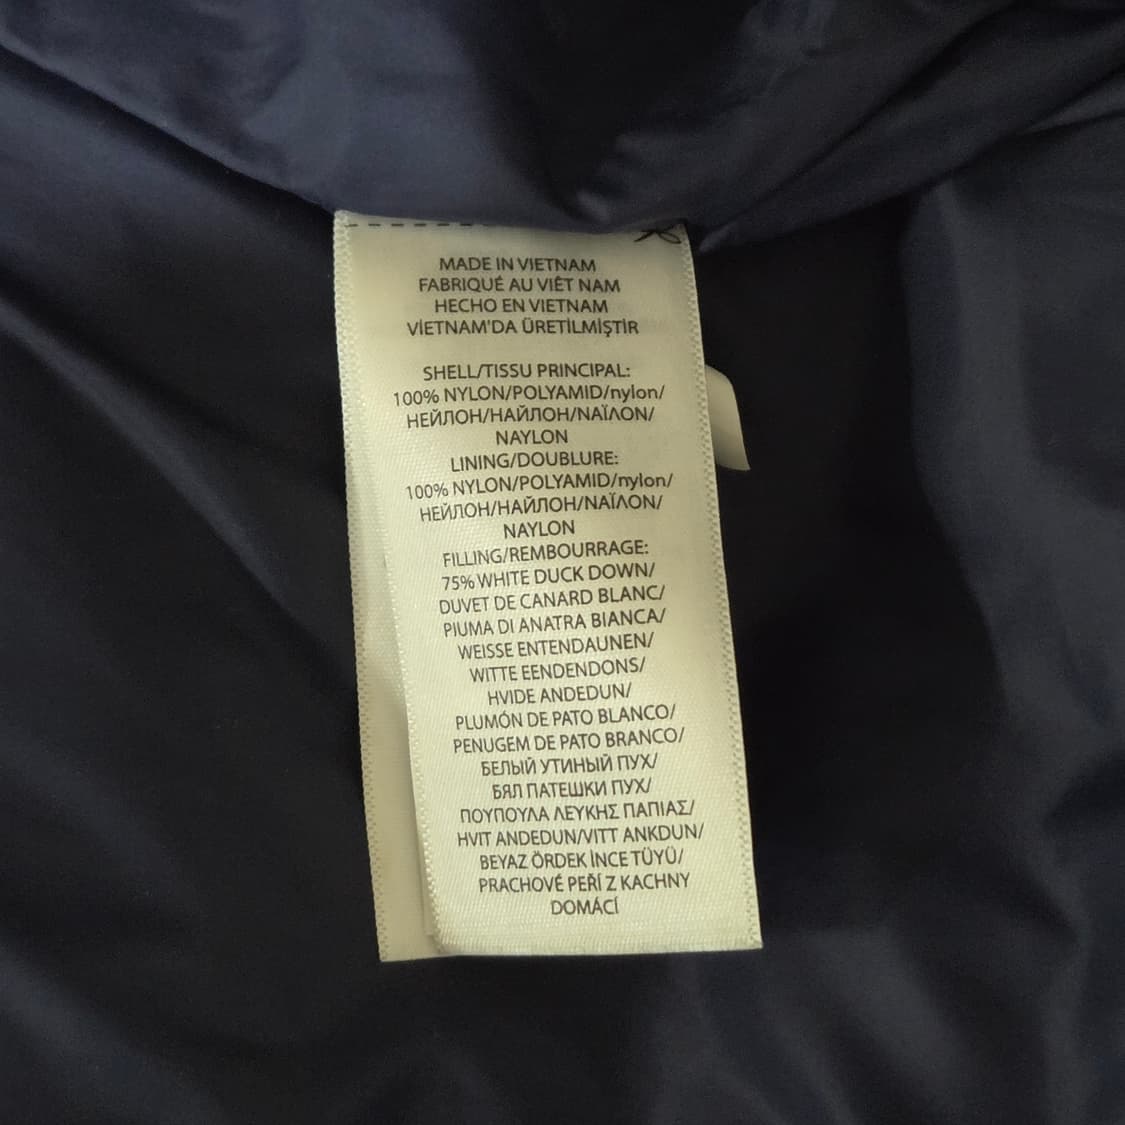 MADE IN VIETNAM
FABRIQUÉ AU VIÊT NAM
HECHO EN VIETNAM
VİETNAM'DA ÜRETİLMİŞTİR
SHELL/TISSU PRINCIPAL:
100% NYLON/POLYAMID/nylon/
НЕЙЛОН/НАЙЛОН/ΝΑΪΛΟΝ/
NAYLON
LINING/DOUBLURE:
100% NYLON/POLYAMID/nylon/
НЕЙЛОН/НАЙЛОН/ΝΑΪΛΟΝ/
NAYLON
FILLING/REMBOURRAGE:
75% WHITE DUCK DOWN/
DUVET DE CANARD BLANC/
PIUMA DI ANATRA BIANCA/
WEISSE ENTENDAUNEN/
WITTE EENDENDONS/
HVIDE ANDEDUN/
PLUMÓN DE PATO BLANCO/
PENUGEM DE PATO BRANCO/
БЕЛЫЙ УТИНЫЙ ПУХ/
БЯЛ ПАТЕШКИ ПУХ/
ΠΟΥΠΟΥΛΑ ΛΕΥΚΗΣ ΠΑΠΙΑΣ/
HVIT ANDEDUN/VITT ANKDUN/
BEYAZ ÖRDEK İNCE TÜYÜ/
PRACHOVÉ PEŘÍ Z KACHNY
DOMÁCÍ